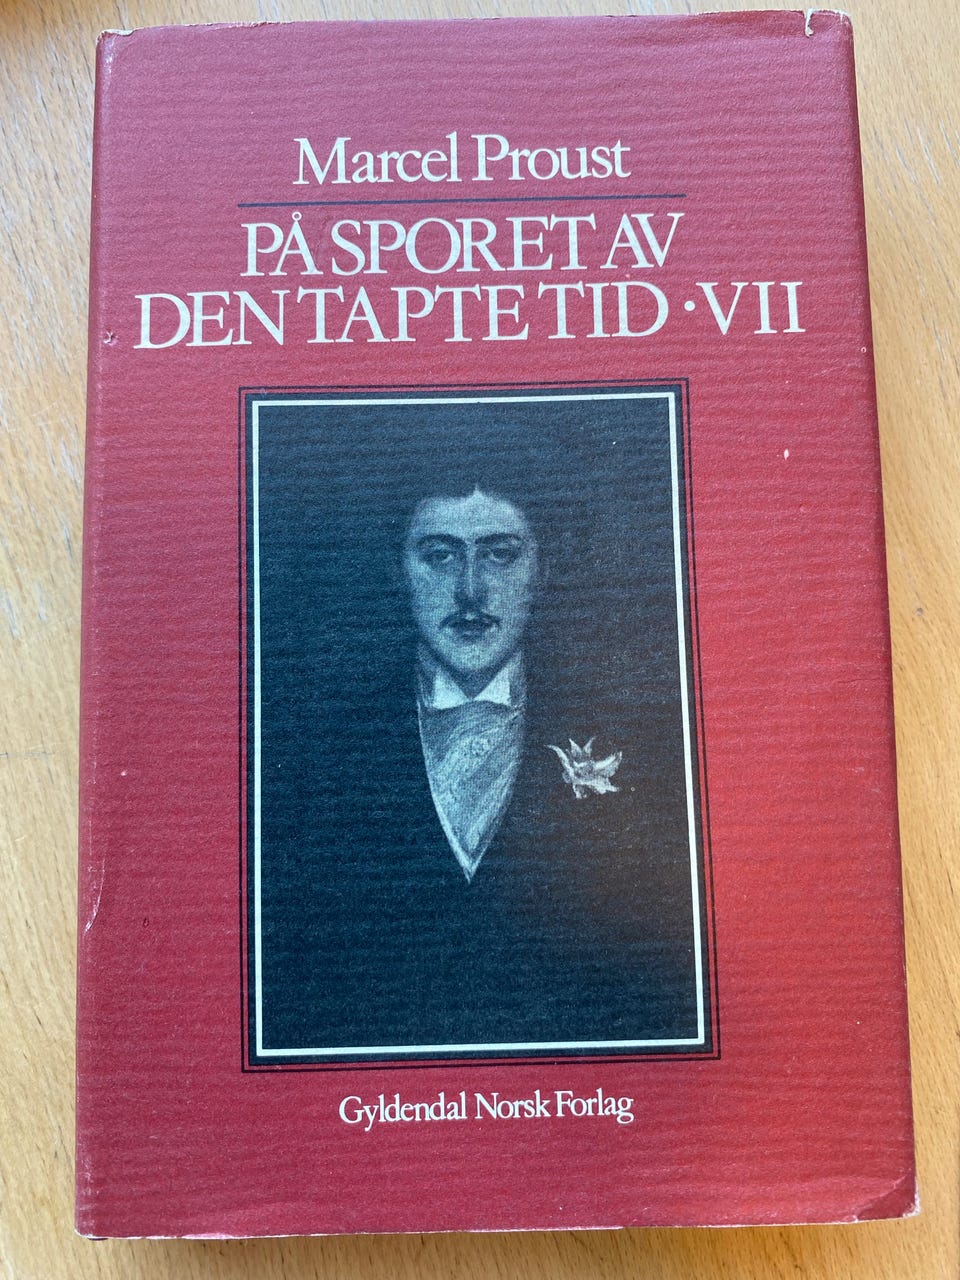 Marcel Proust
PÅ SPORET AV
DEN TAPTE TID · VII
Gyldendal Norsk Forlag